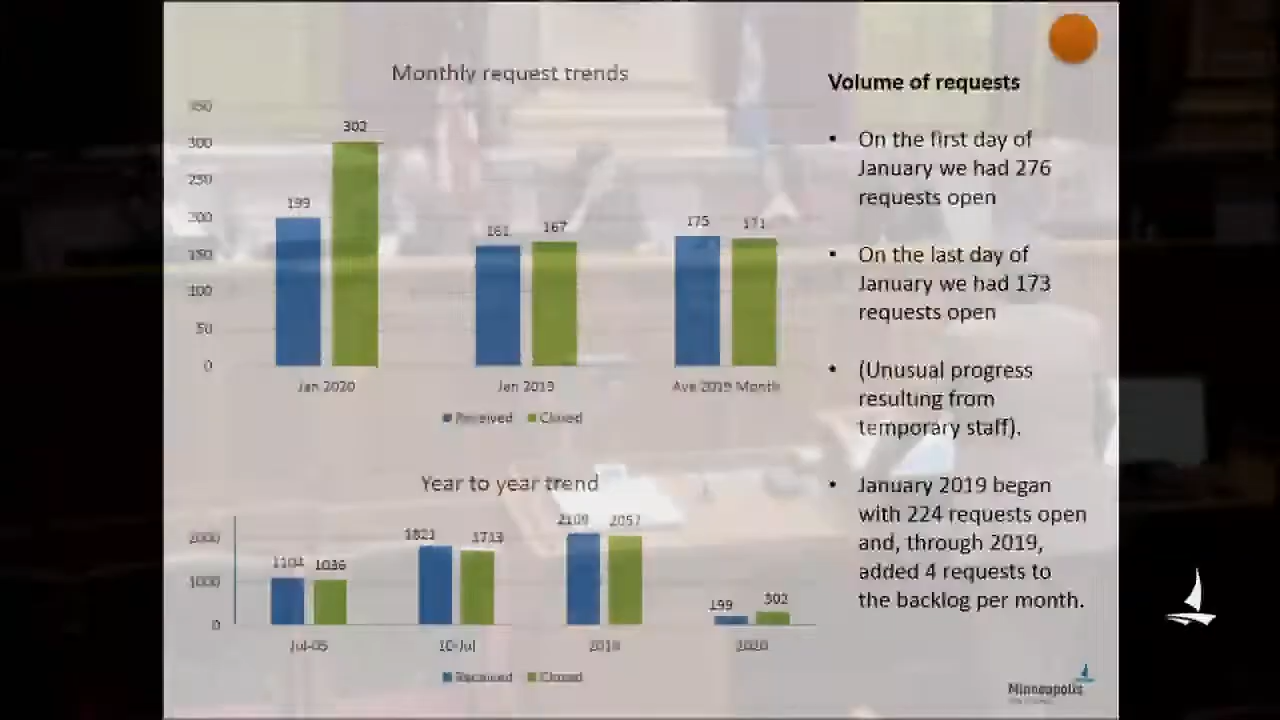 Monthly request trends
350
300
250
200
150
100
50
0
302
199
161
167
175
171
Jan 2020
Jan 2019
Ave 2019 Month
Received
Closed
Year to year trend
2000
1000
0
1104
1036
1821
1713
2109
2057
199
302
Jul-05
10-Jul
2019
2020
Received
Closed
Volume of requests
• On the first day of
January we had 276
requests open
• On the last day of
January we had 173
requests open
• (Unusual progress
resulting from
temporary staff).
• January 2019 began
with 224 requests open
and, through 2019,
added 4 requests to
the backlog per month.
Minneapolis